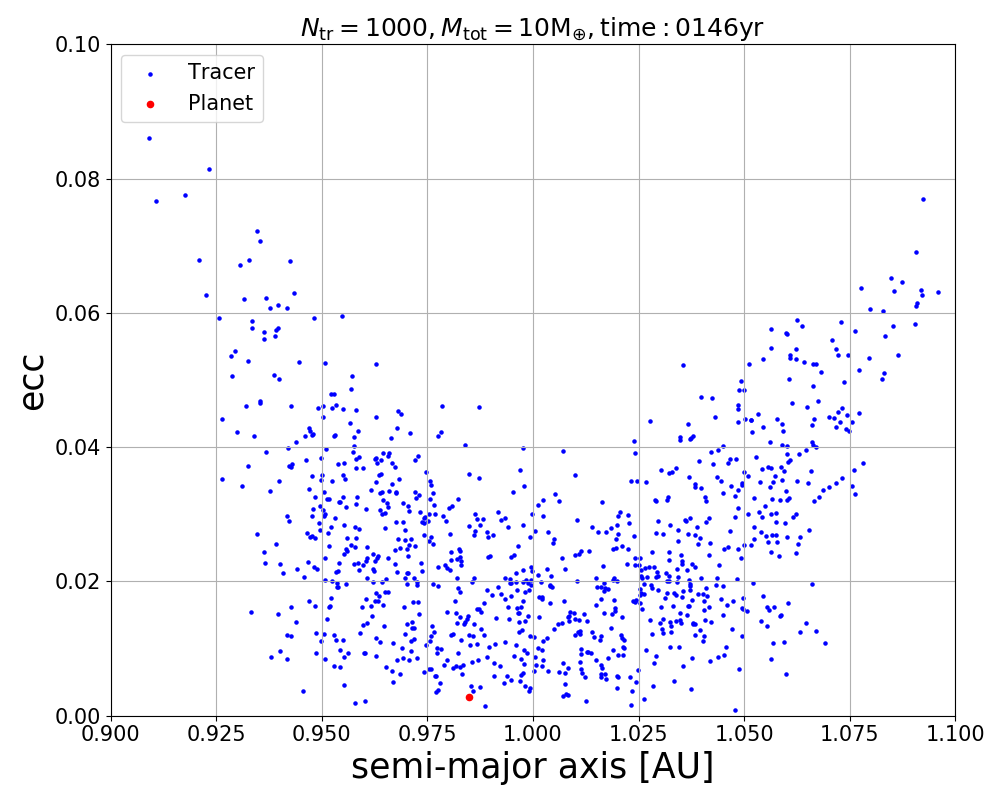 N_tr = 1000, M_tot = 10M_⊕, time : 0146yr
Tracer
Planet
0.10
0.08
0.06
0.04
0.02
0.00
ecc
0.900 0.925 0.950 0.975 1.000 1.025 1.050 1.075 1.100
semi-major axis [AU]